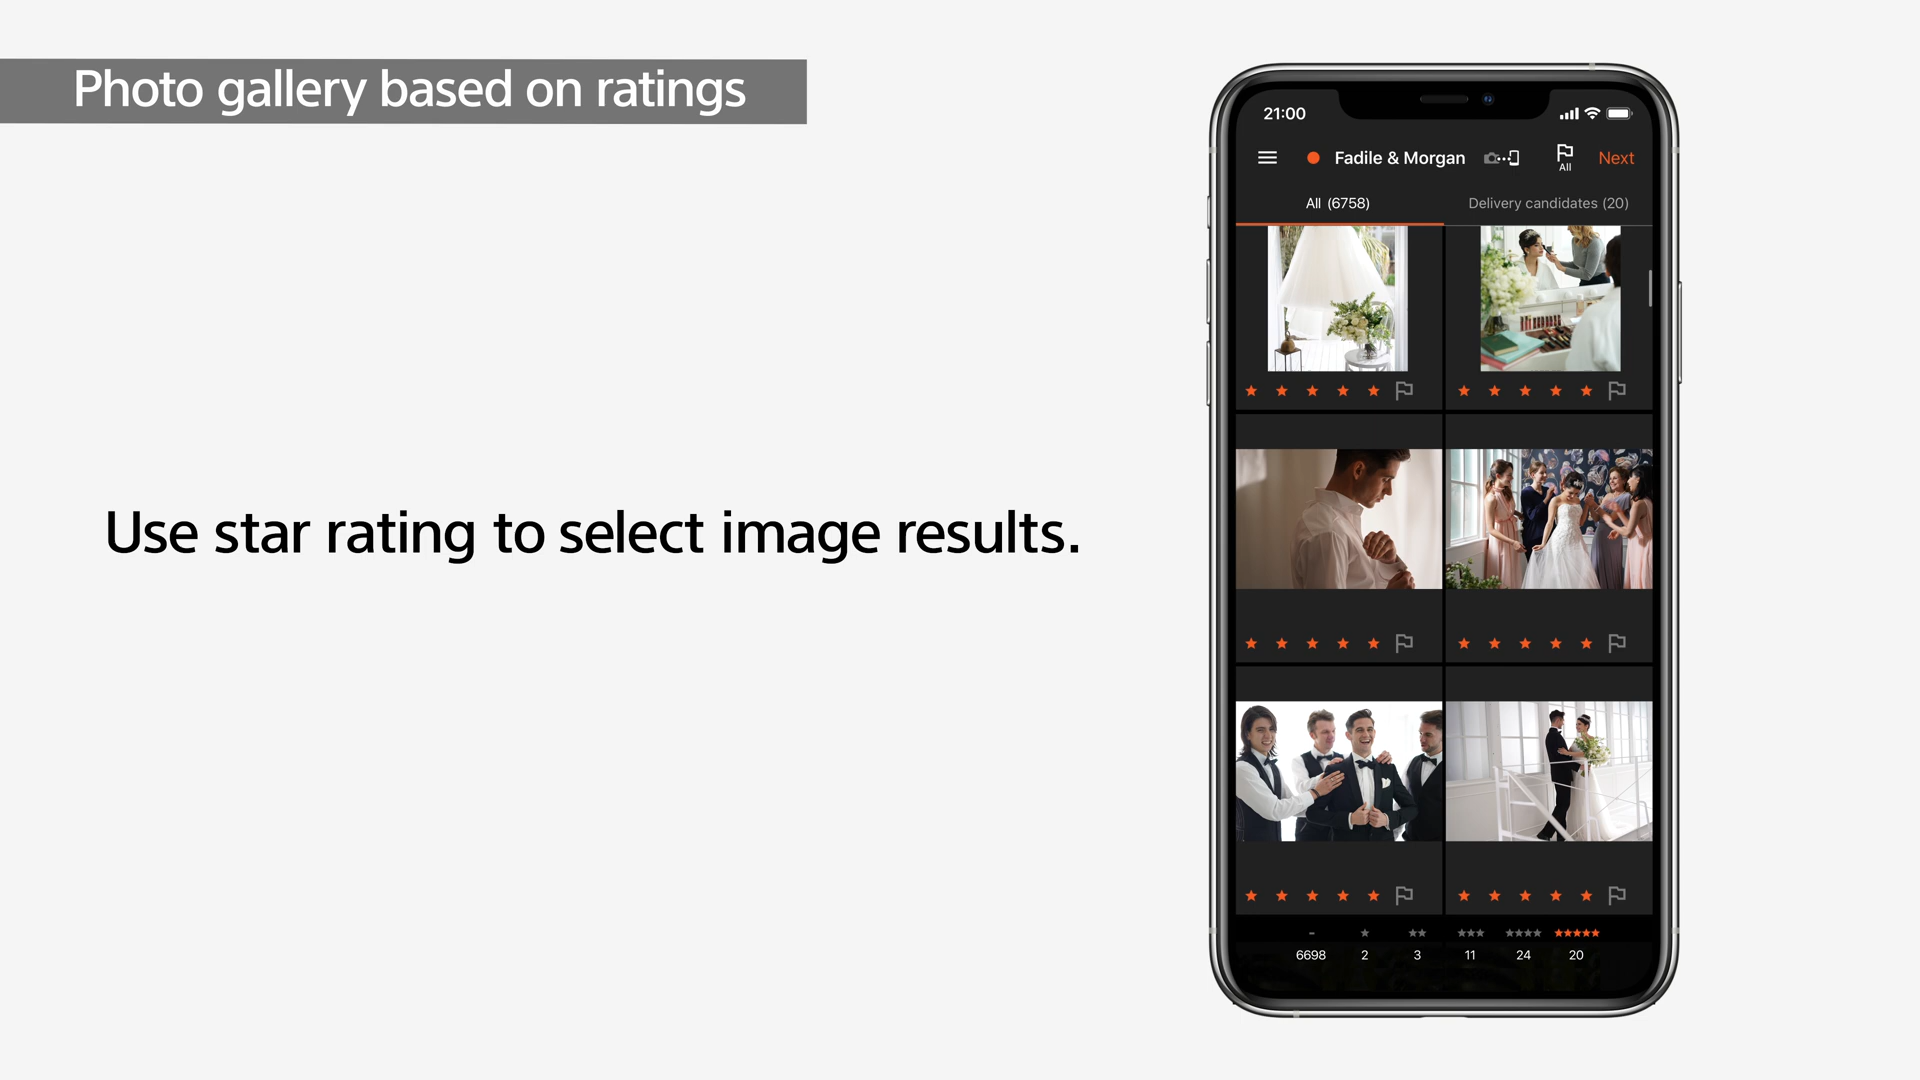 Photo gallery based on ratings
Use star rating to select image results.
21:00
Fadile & Morgan
All
Next
All (6758)
Delivery candidates (20)
6698 2 3 11 24 20